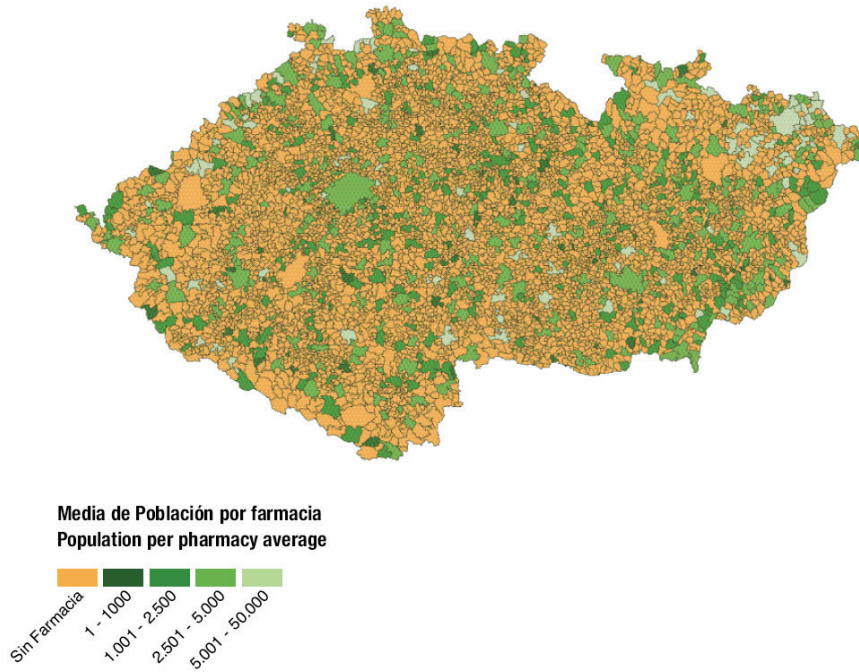 Media de Población por farmacia
Population per pharmacy average
Sin Farmacia
1 - 1000
1.001 - 2.500
2.501 - 5.000
5.001 - 50.000